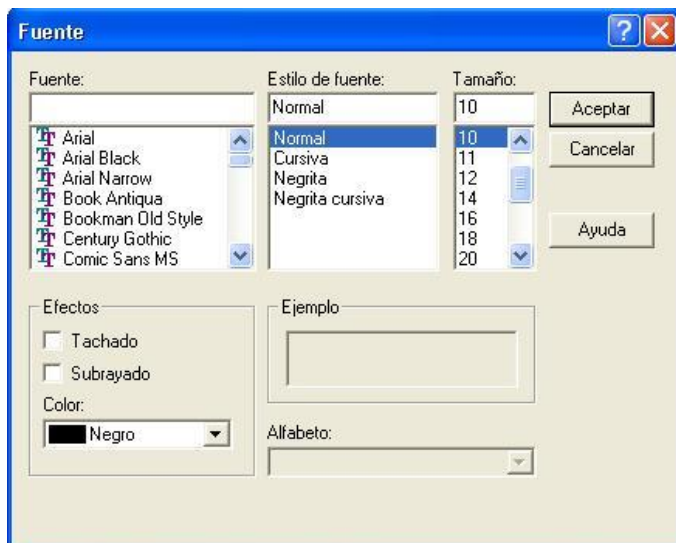 Fuente
?
Fuente:
Estilo de fuente:
Tamaño:
Normal
10
Aceptar
Arial
Arial Black
Arial Narrow
Book Antiqua
Bookman Old Style
Century Gothic
Comic Sans MS
Normal
Cursiva
Negrita
Negrita cursiva
10
11
12
14
16
18
20
Cancelar
Ayuda
Efectos
Tachado
Subrayado
Color:
Negro
Ejemplo
Alfabeto: